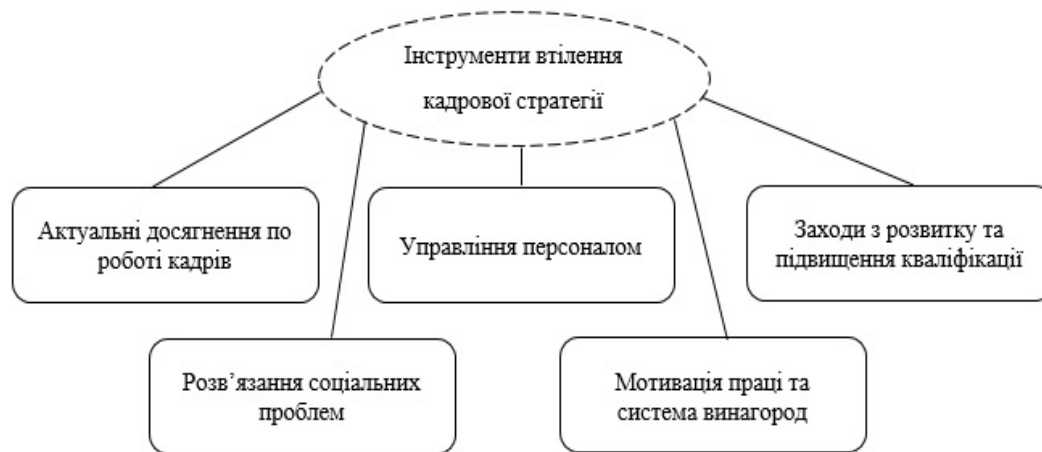 Інструменти втілення
кадрової стратегії
Актуальні досягнення по
роботі кадрів
Управління персоналом
Заходи з розвитку та
підвищення кваліфікації
Розв’язання соціальних
проблем
Мотивація праці та
система винагород